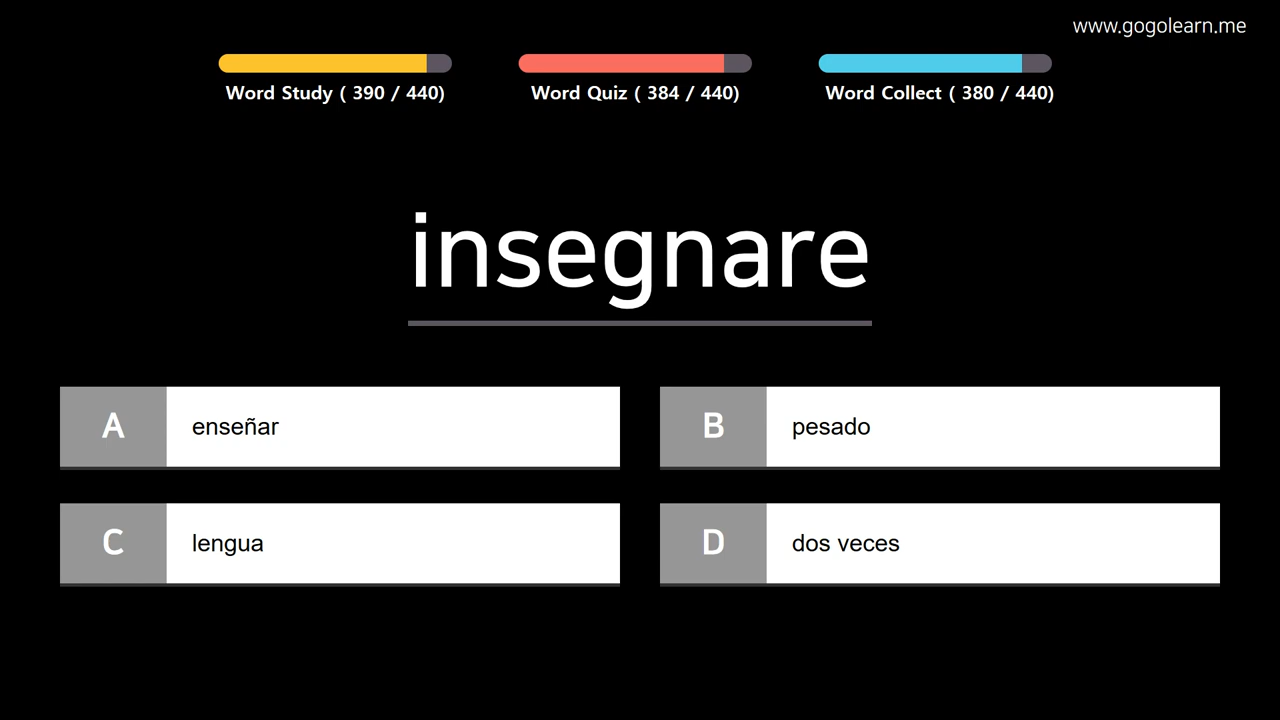 www.gogolearn.me
Word Study ( 390 / 440)
Word Quiz ( 384 / 440)
Word Collect ( 380 / 440)
insegnare
A enseñar
B pesado
C lengua
D dos veces